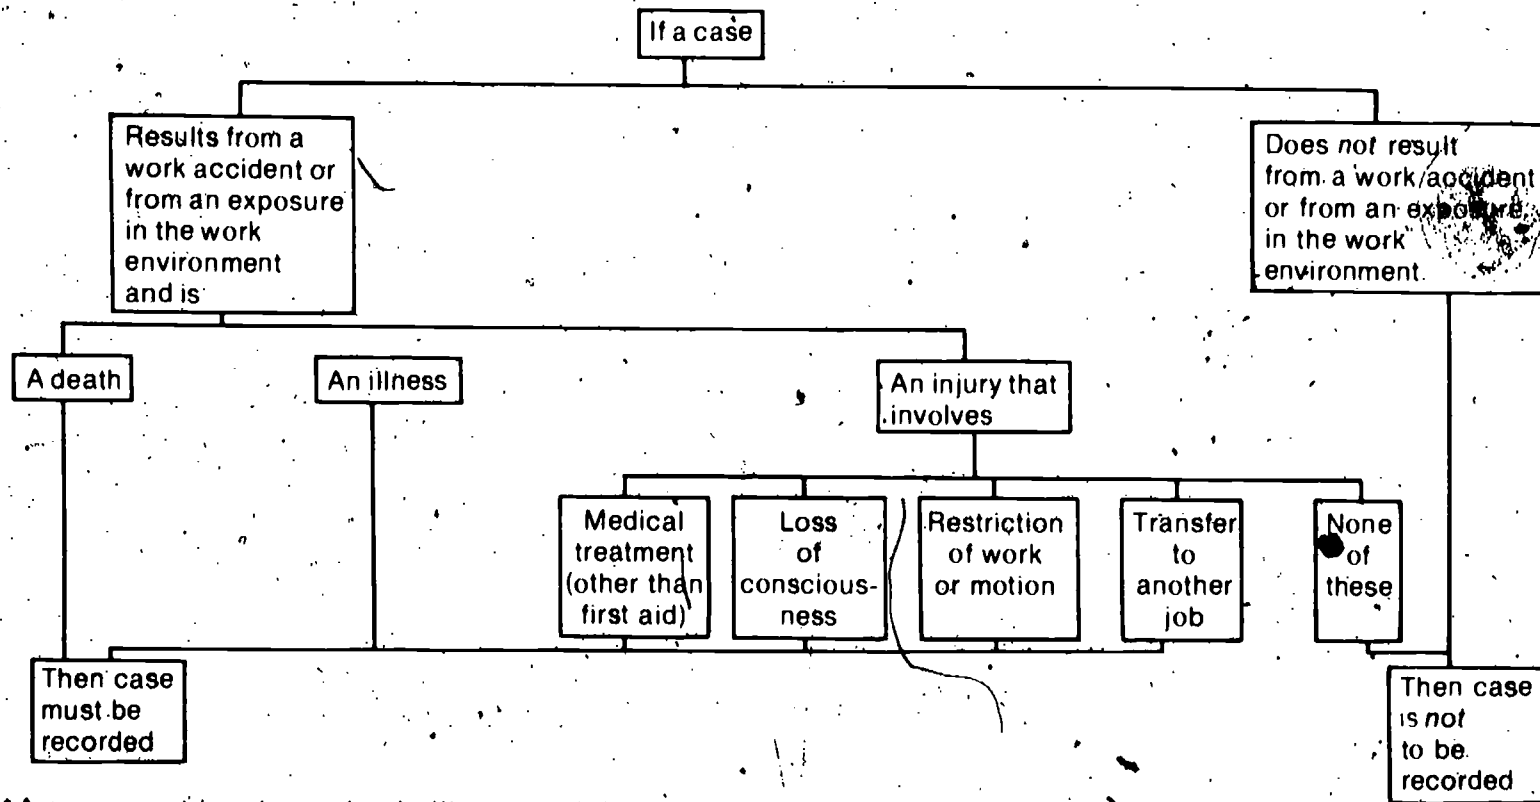 If a case
Results from a
work accident or
from an exposure
in the work
environment
and is
Does not result
from a work accident
or from an exposure
in the work
environment.
A death
An illness
An injury that
involves
Medical
treatment
(other than
first aid)
Loss
of
conscious-
ness
Restriction
of work
or motion
Transfer
to
another
job
None
of
these
Then case
must be
recorded
Then case
is not
to be
recorded